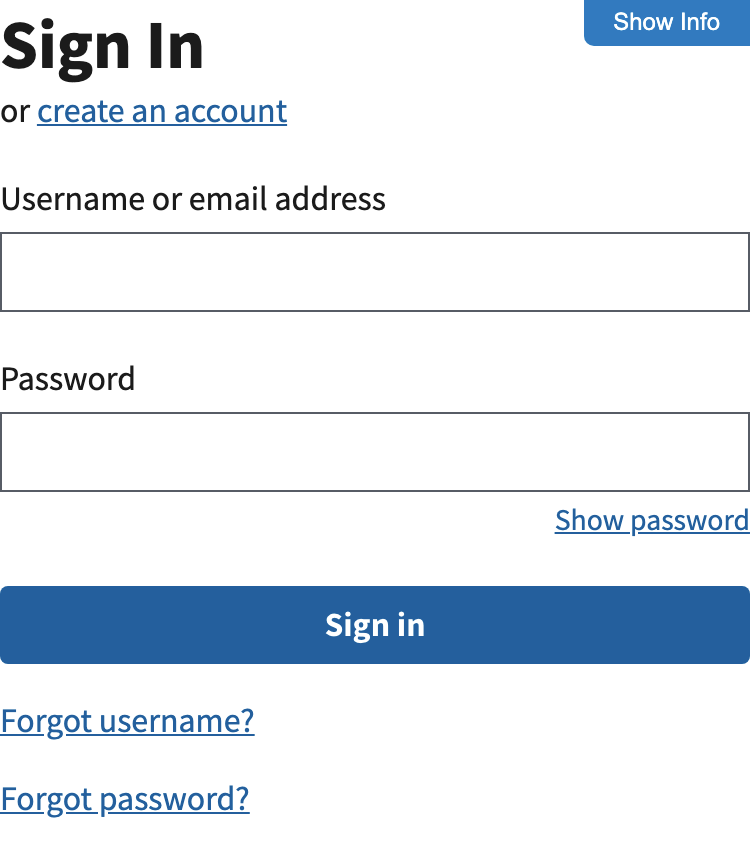 Show Info
Sign In
or create an account
Username or email address
Password
Show password
Sign in
Forgot username?
Forgot password?